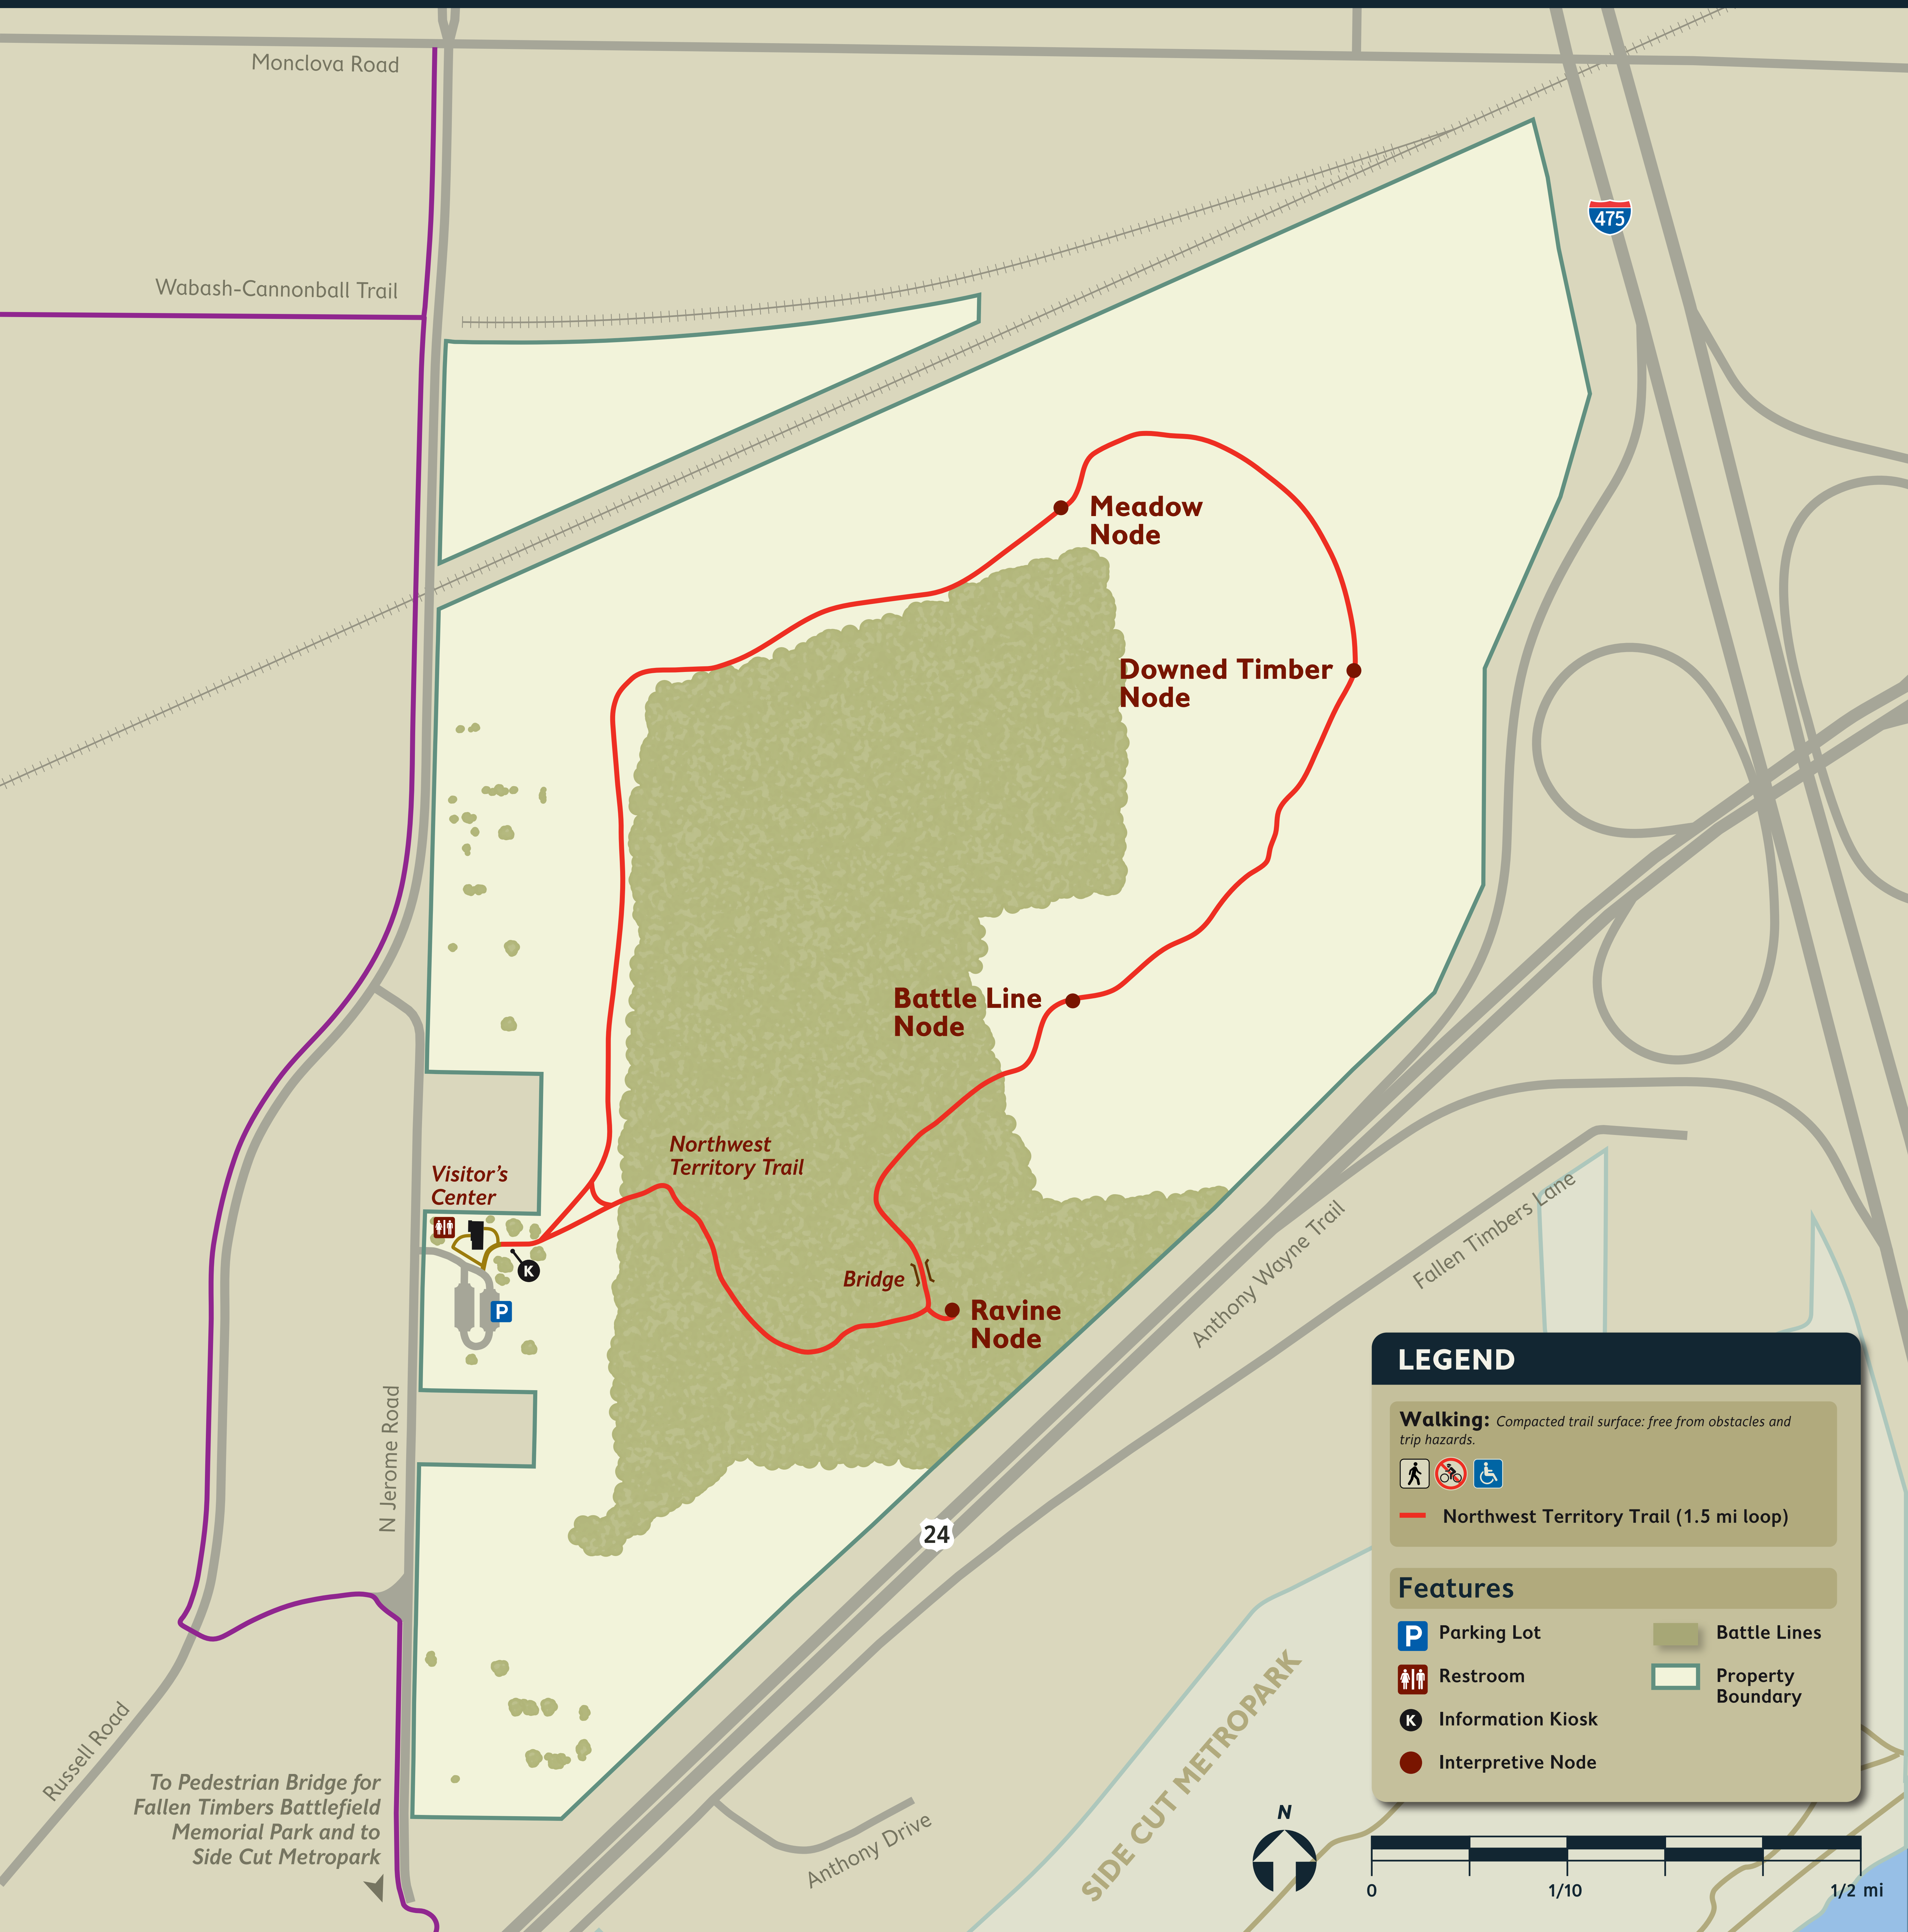 Monclova Road
Wabash-Cannonball Trail
475
Meadow
Node
Downed Timber
Node
Battle Line
Node
Northwest
Territory Trail
Visitor's
Center
K
P
Bridge
Ravine
Node
Anthony Wayne Trail
Fallen Timbers Lane
N Jerome Road
24
Russell Road
To Pedestrian Bridge for
Fallen Timbers Battlefield
Memorial Park and to
Side Cut Metropark
Anthony Drive
SIDE CUT METROPARK
LEGEND
Walking: Compacted trail surface: free from obstacles and
trip hazards.
Northwest Territory Trail (1.5 mi loop)
Features
P Parking Lot
Restroom
K Information Kiosk
Interpretive Node
Battle Lines
Property
Boundary
N
0 1/10 1/2 mi